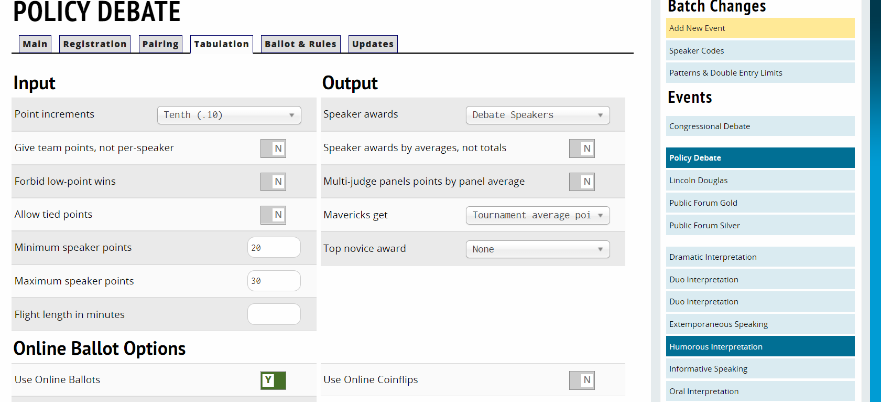 POLICY DEBATE
Main Registration Pairing Tabulation Ballot & Rules Updates
Input
Point increments Tenth (.10)
Give team points, not per-speaker N
Forbid low-point wins N
Allow tied points N
Minimum speaker points 20
Maximum speaker points 30
Flight length in minutes
Output
Speaker awards Debate Speakers
Speaker awards by averages, not totals N
Multi-judge panels points by panel average N
Mavericks get Tournament average poi
Top novice award None
Online Ballot Options
Use Online Ballots Y
Use Online Coinflips N
Batch Changes
Add New Event
Speaker Codes
Patterns & Double Entry Limits
Events
Congressional Debate
Policy Debate
Lincoln Douglas
Public Forum Gold
Public Forum Silver
Dramatic Interpretation
Duo Interpretation
Duo Interpretation
Extemporaneous Speaking
Humorous Interpretation
Informative Speaking
Oral Interpretation